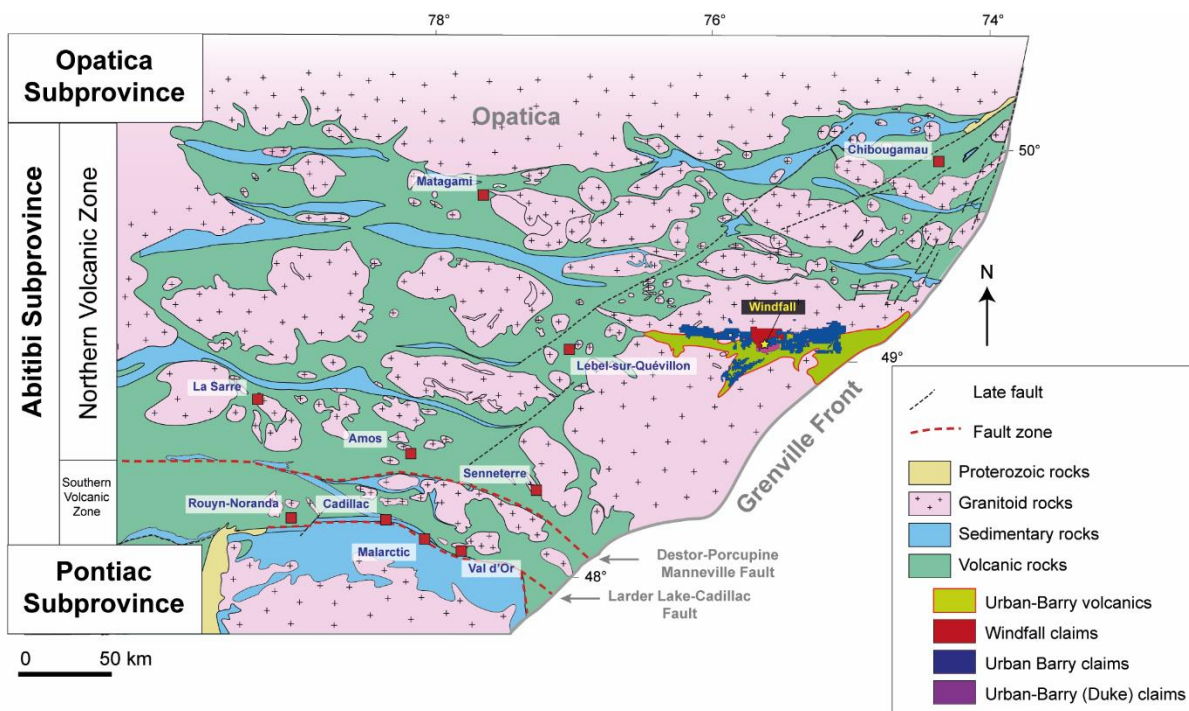 78°
76°
74°
Opatica
Subprovince
Opatica
Chibougamau
50°
Matagami
Abitibi Subprovince
Northern Volcanic Zone
N
Windfall
Lebel-sur-Quévillon
49°
La Sarre
Grenville Front
Amos
Senneterre
Southern
Volcanic
Zone
Rouyn-Noranda
Cadillac
Malarctic
Val d'Or
Pontiac
Subprovince
48°
Destor-Porcupine
Manneville Fault
Larder Lake-Cadillac
Fault
0 50 km
Late fault
Fault zone
Proterozoic rocks
Granitoid rocks
Sedimentary rocks
Volcanic rocks
Urban-Barry volcanics
Windfall claims
Urban Barry claims
Urban-Barry (Duke) claims